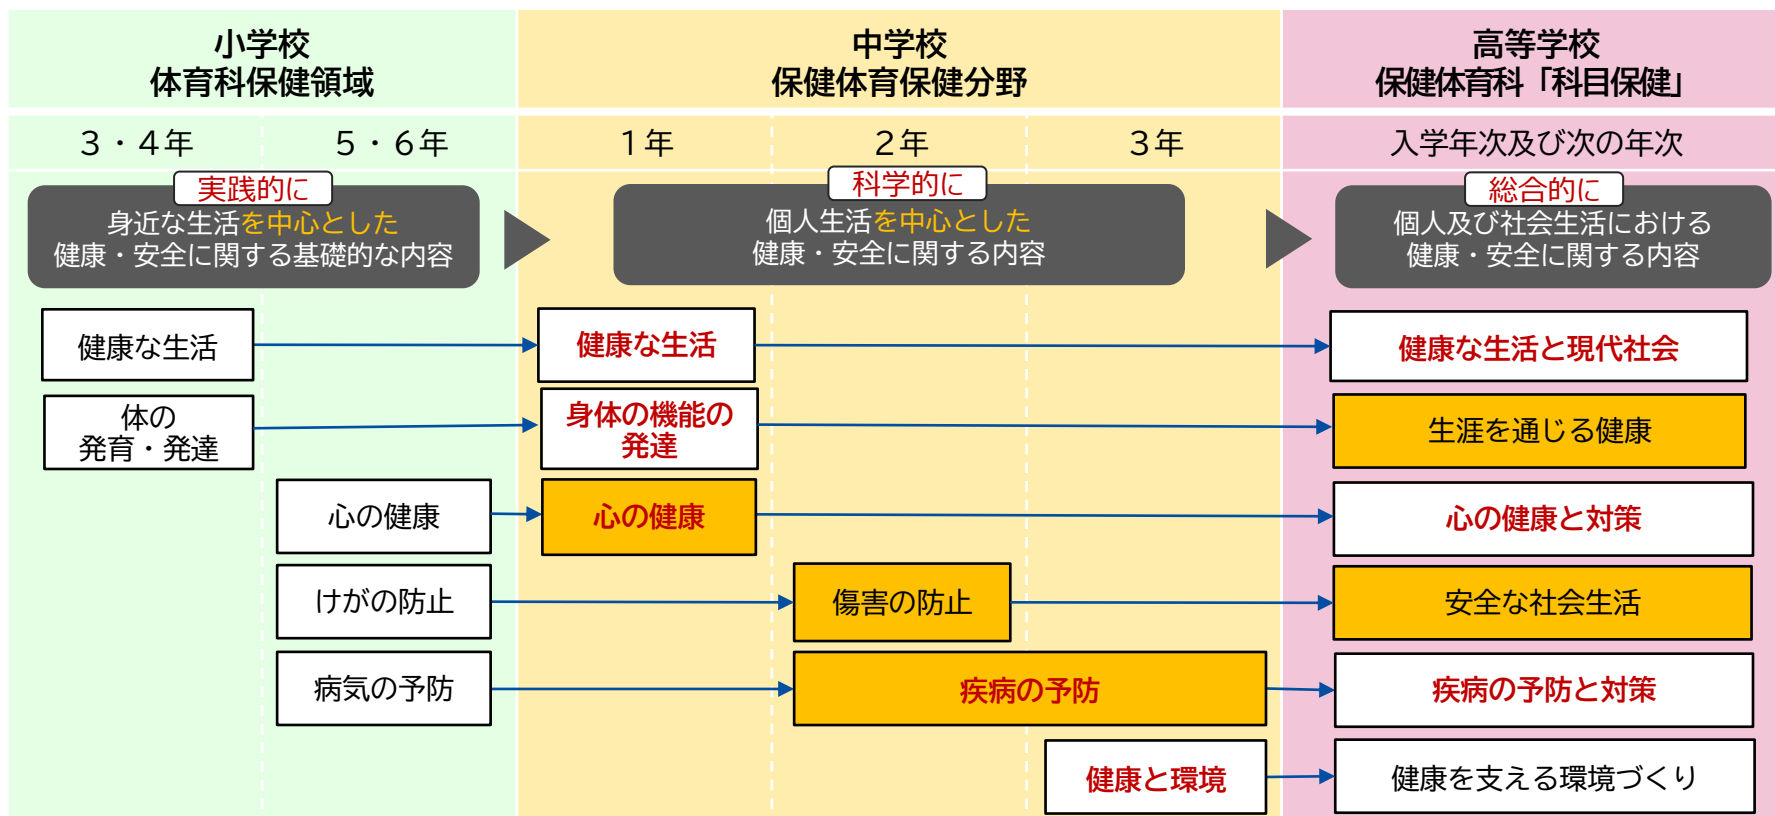 小学校
体育科保健領域
中学校
保健体育保健分野
高等学校
保健体育科「科目保健」
３・４年
５・６年
１年
２年
３年
入学年次及び次の年次
実践的に
身近な生活を中心とした
健康・安全に関する基礎的な内容
科学的に
個人生活を中心とした
健康・安全に関する内容
総合的に
個人及び社会生活における
健康・安全に関する内容
健康な生活
健康な生活
健康な生活と現代社会
体の
発育・発達
身体の機能の
発達
生涯を通じる健康
心の健康
心の健康
心の健康と対策
けがの防止
傷害の防止
安全な社会生活
病気の予防
疾病の予防
疾病の予防と対策
健康と環境
健康を支える環境づくり